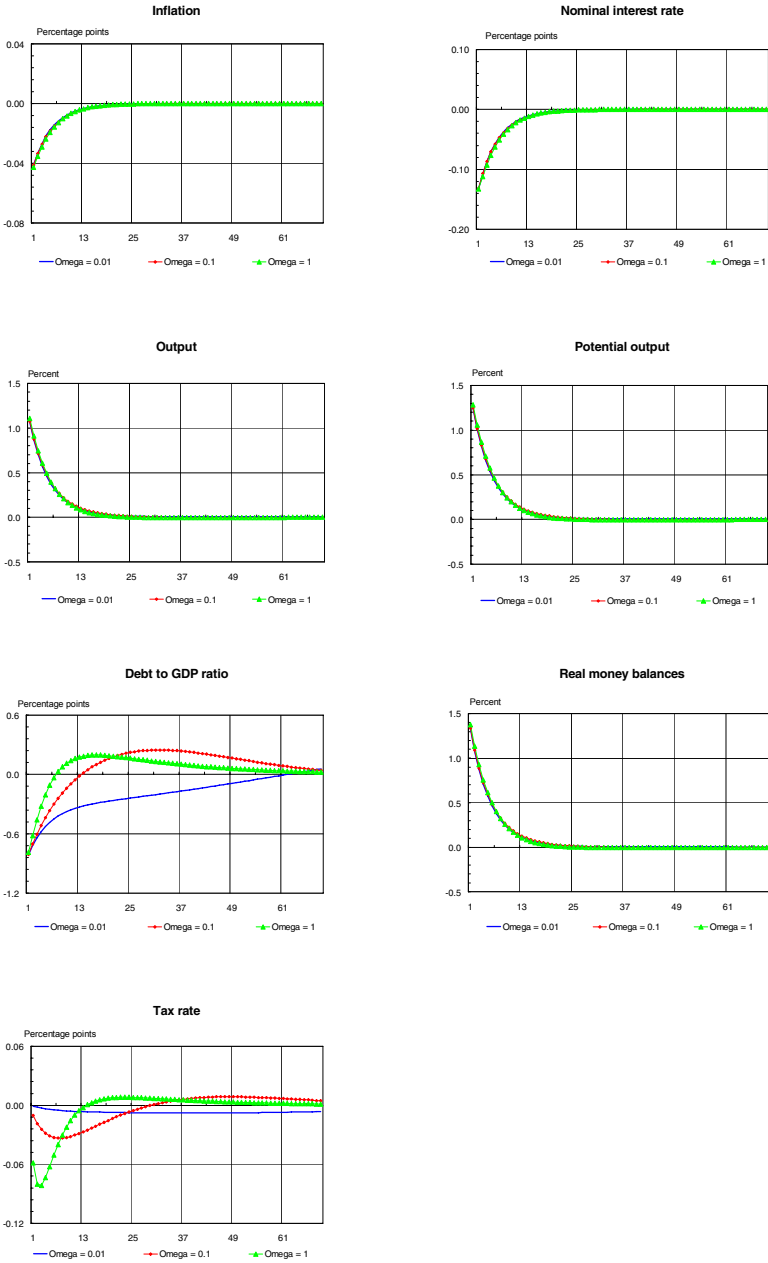 Inflation
Percentage points
0.04
0.00
-0.04
-0.08
1 13 25 37 49 61
Omega = 0.01 Omega = 0.1 Omega = 1
Nominal interest rate
Percentage points
0.10
0.00
-0.10
-0.20
1 13 25 37 49 61
Omega = 0.01 Omega = 0.1 Omega = 1
Output
Percent
1.5
1.0
0.5
0.0
-0.5
1 13 25 37 49 61
Omega = 0.01 Omega = 0.1 Omega = 1
Potential output
Percent
1.5
1.0
0.5
0.0
-0.5
1 13 25 37 49 61
Omega = 0.01 Omega = 0.1 Omega = 1
Debt to GDP ratio
Percentage points
0.6
0.0
-0.6
-1.2
1 13 25 37 49 61
Omega = 0.01 Omega = 0.1 Omega = 1
Real money balances
Percent
1.5
1.0
0.5
0.0
-0.5
1 13 25 37 49 61
Omega = 0.01 Omega = 0.1 Omega = 1
Tax rate
Percentage points
0.06
0.00
-0.06
-0.12
1 13 25 37 49 61
Omega = 0.01 Omega = 0.1 Omega = 1